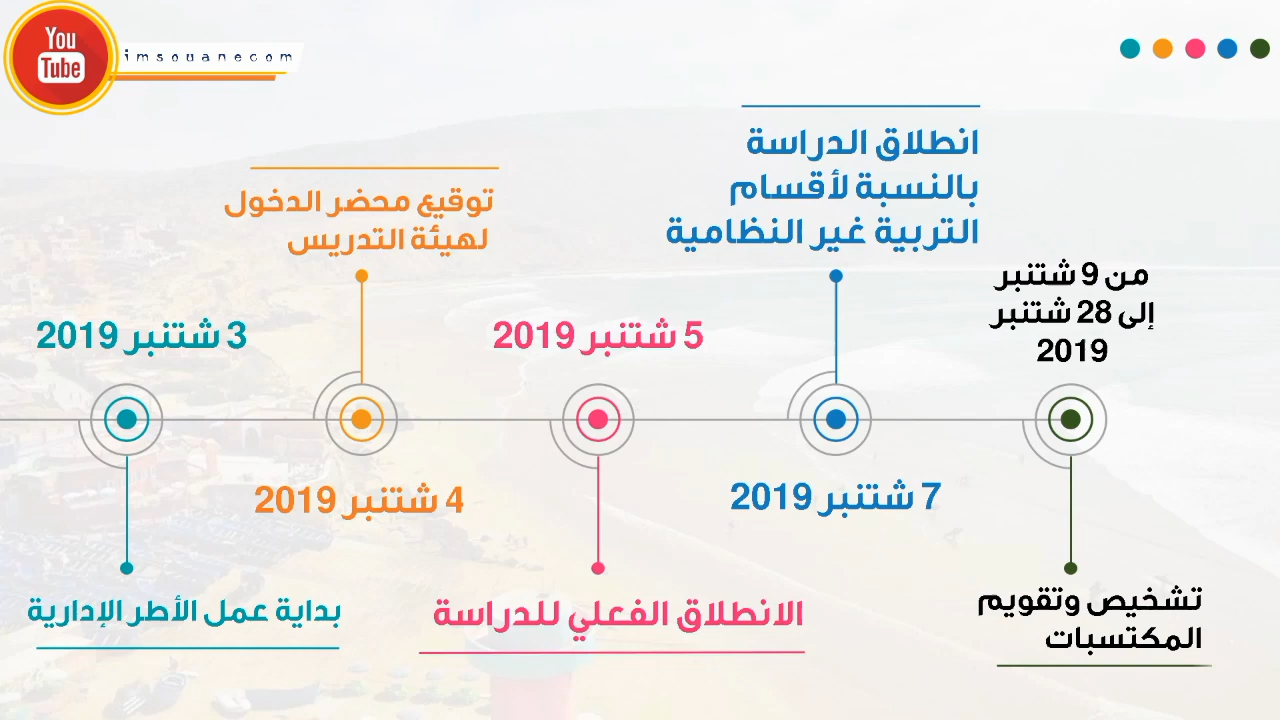 You
Tube
imsouanecom
3 شتنبر 2019
بداية عمل الأطر الإدارية
توقيع محضر الدخول
لهيئة التدريس
4 شتنبر 2019
5 شتنبر 2019
الانطلاق الفعلي للدراسة
انطلاق الدراسة
بالنسبة لأقسام
التربية غير النظامية
7 شتنبر 2019
من 9 شتنبر
إلى 28 شتنبر
2019
تشخيص وتقويم
المكتسبات